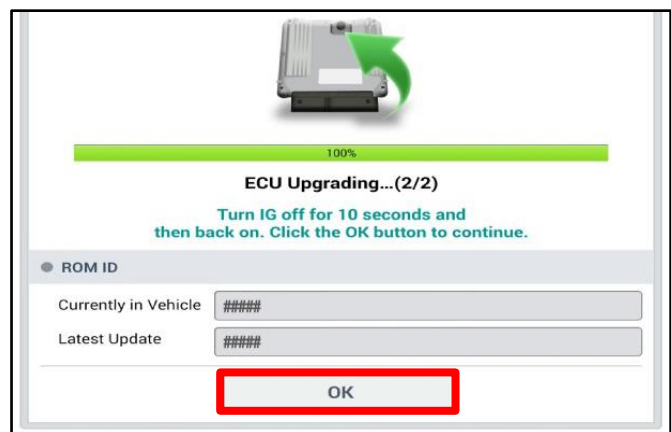 100%
ECU Upgrading...(2/2)
Turn IG off for 10 seconds and
then back on. Click the OK button to continue.
ROM ID
Currently in Vehicle #####
Latest Update #####
OK